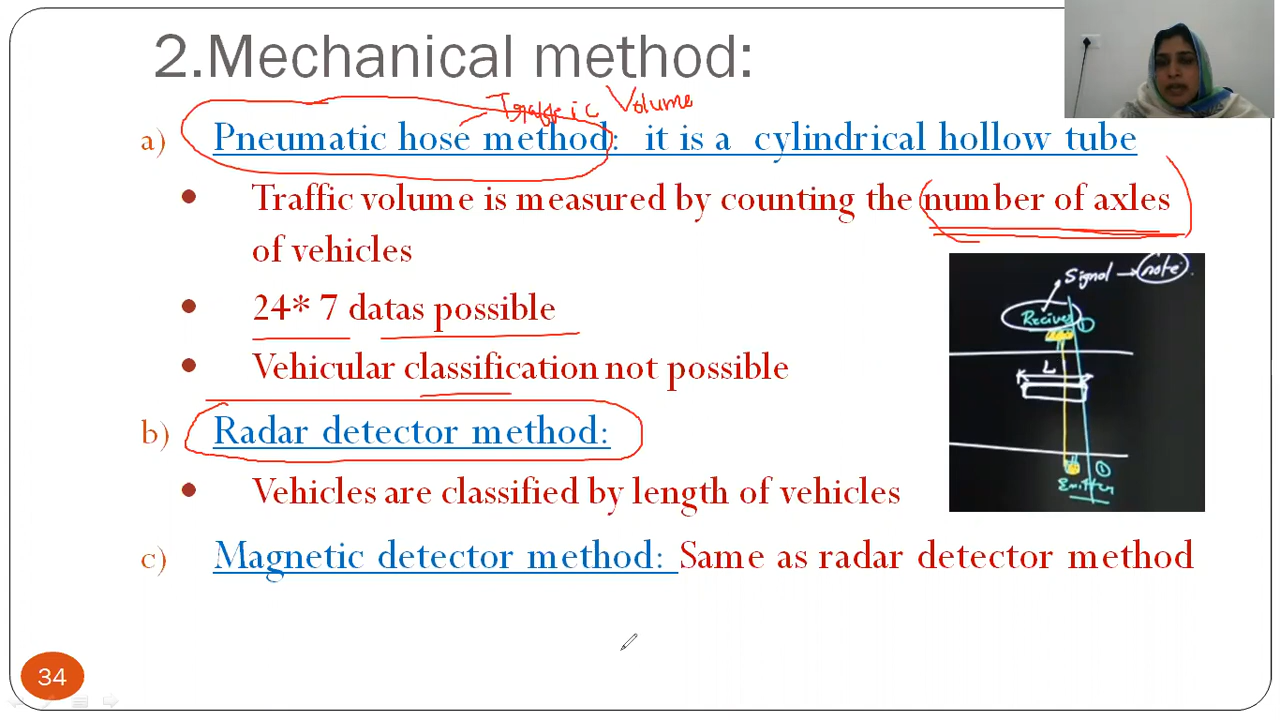 2.Mechanical method:
Traffic Volume
a) Pneumatic hose method: it is a cylindrical hollow tube
• Traffic volume is measured by counting the number of axles
of vehicles
• 24* 7 datas possible
• Vehicular classification not possible
Signal → note
Reciver ①
L
b) Radar detector method:
• Vehicles are classified by length of vehicles
①
Emitter
c) Magnetic detector method: Same as radar detector method
34